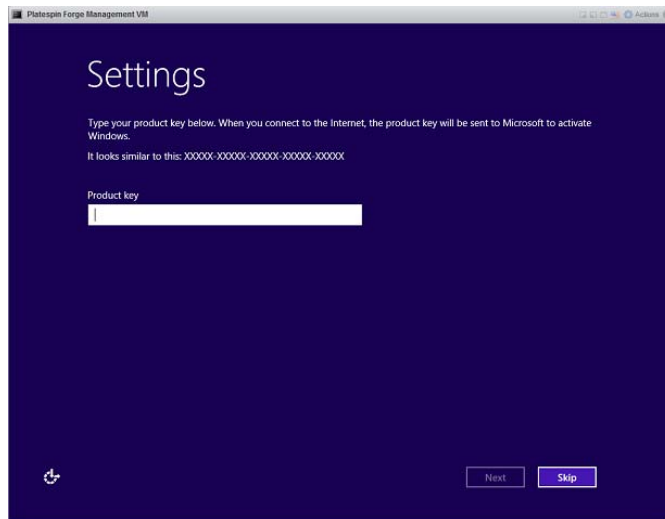 Platespin Forge Management VM
Actions
Settings
Type your product key below. When you connect to the Internet, the product key will be sent to Microsoft to activate
Windows.
It looks similar to this: XXXXX-XXXXX-XXXXX-XXXXX-XXXXX
Product key
Next
Skip